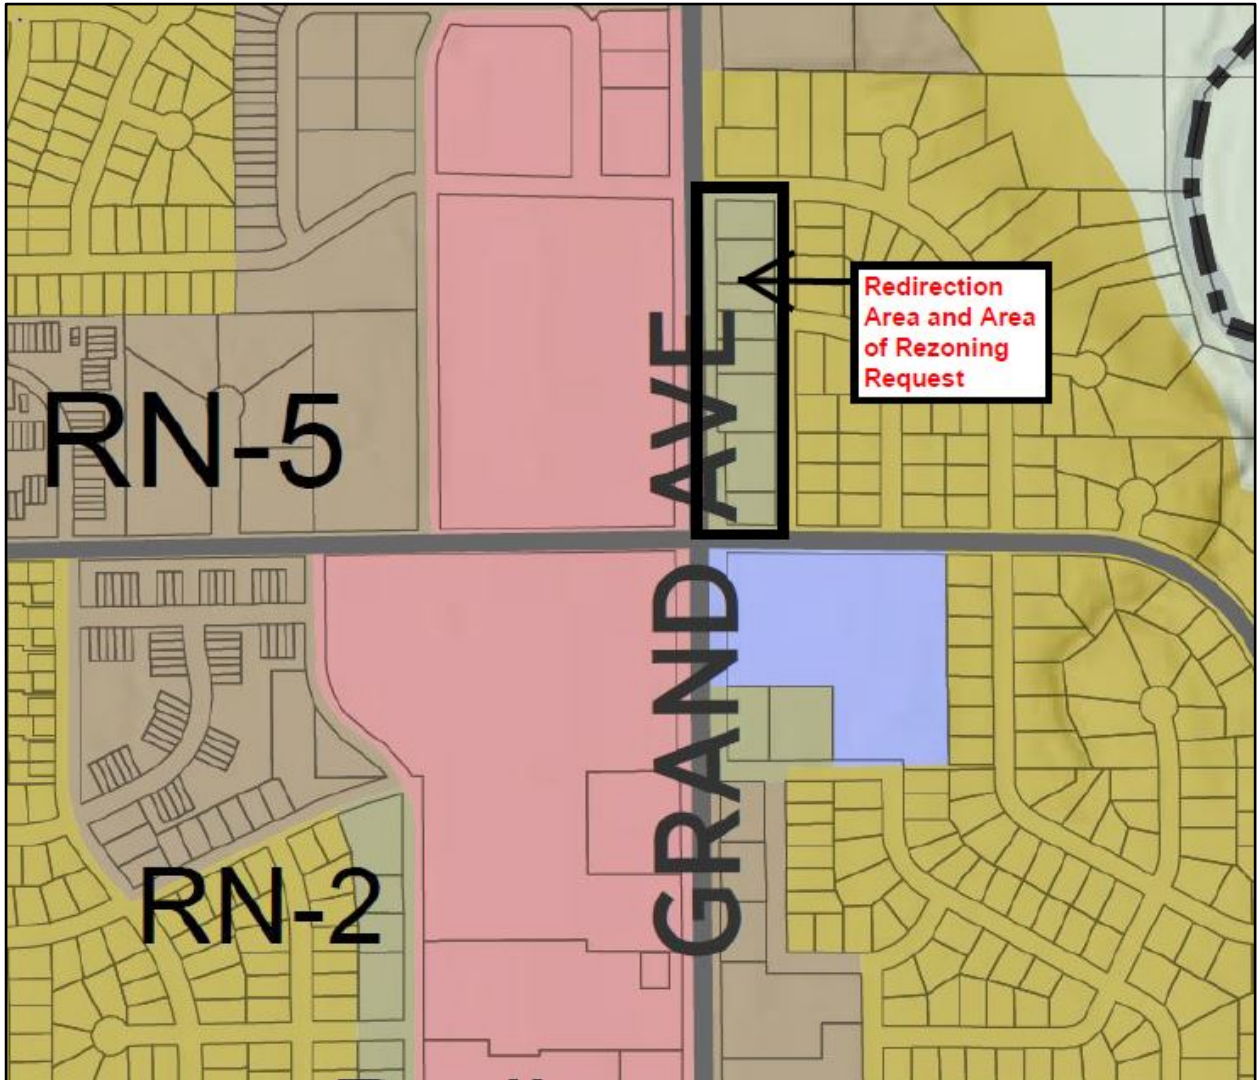 Redirection
Area and Area
of Rezoning
Request
RN-5
GRAND AVE
RN-2